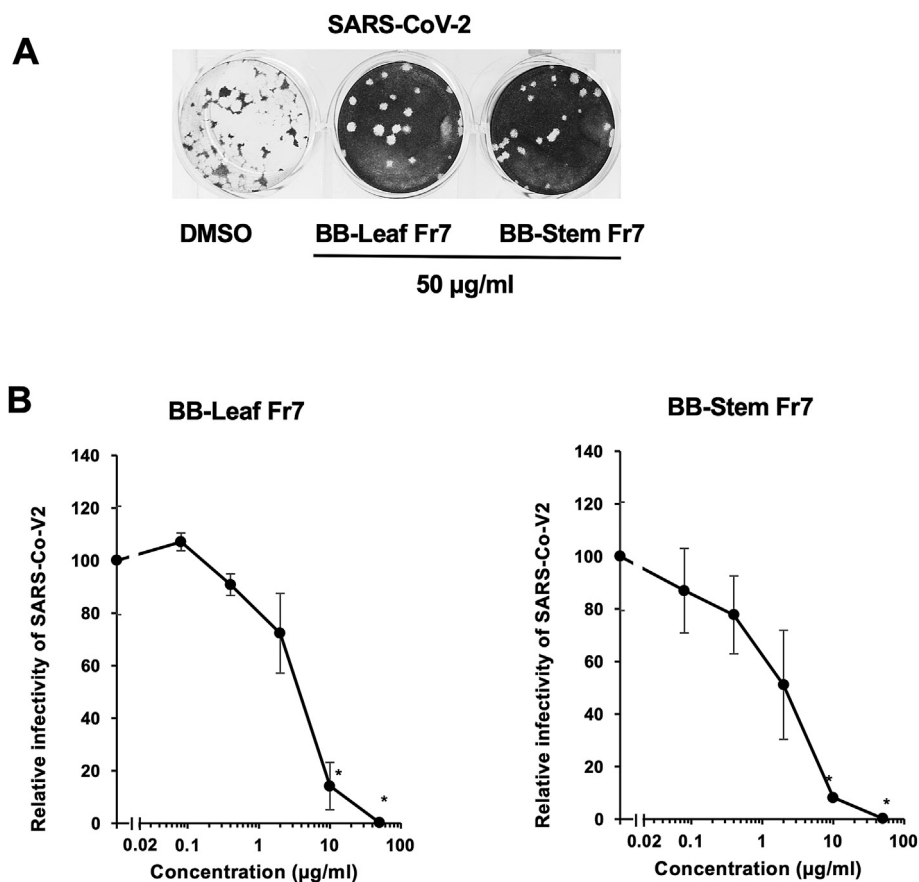 SARS-CoV-2
A
DMSO BB-Leaf Fr7 BB-Stem Fr7
50 µg/ml
B
BB-Leaf Fr7
Relative infectivity of SARS-Co-V2
140
120
100
80
60
40
20
0
* *
0.02 0.1 1 10 100
Concentration (µg/ml)
BB-Stem Fr7
Relative infectivity of SARS-Co-V2
140
120
100
80
60
40
20
0
* *
0.02 0.1 1 10 100
Concentration (µg/ml)